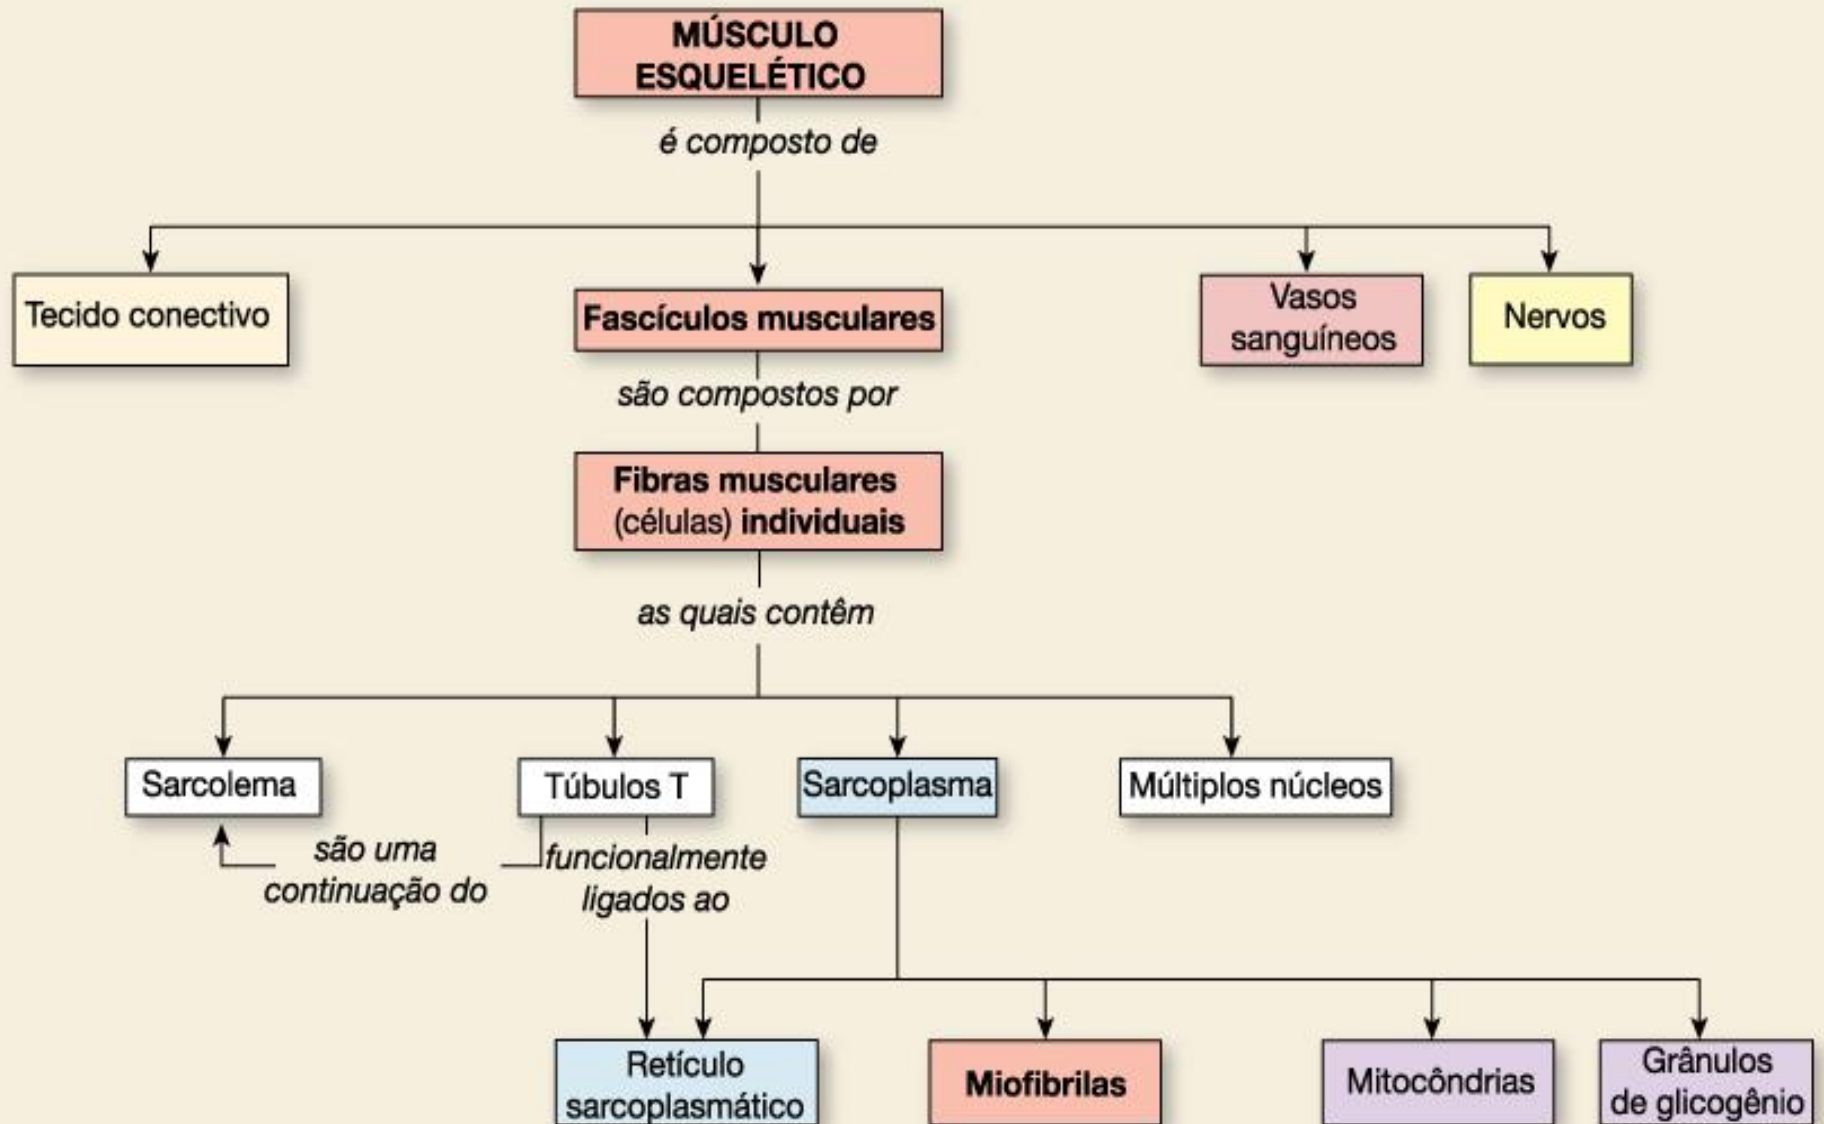 MÚSCULO
ESQUELÉTICO
é composto de
Tecido conectivo
Fascículos musculares
Vasos
sanguíneos
Nervos
são compostos por
Fibras musculares
(células) individuais
as quais contêm
Sarcolema
Túbulos T
Sarcoplasma
Múltiplos núcleos
são uma
continuação do
funcionalmente
ligados ao
Retículo
sarcoplasmático
Miofibrilas
Mitocôndrias
Grânulos
de glicogênio